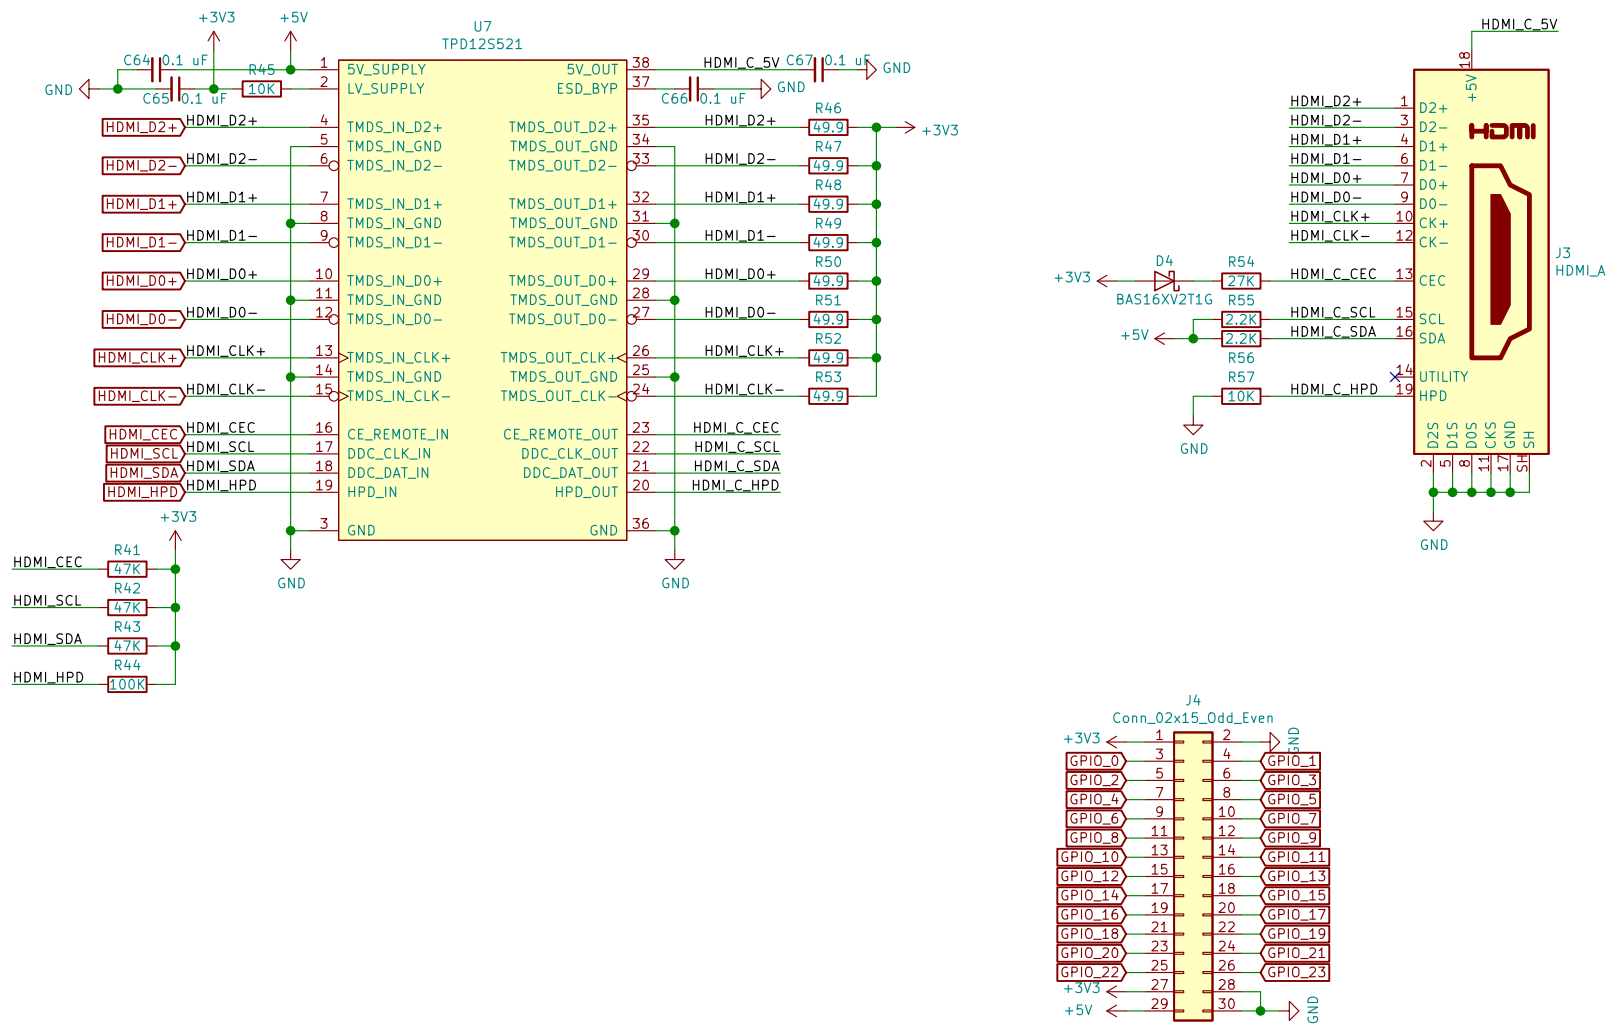 +3V3
+5V
C64 0.1 uF
GND
C65 0.1 uF
R45
10K
U7
TPD12S521
1 5V_SUPPLY
2 LV_SUPPLY
4 TMDS_IN_D2+
5 TMDS_IN_GND
6 TMDS_IN_D2-
7 TMDS_IN_D1+
8 TMDS_IN_GND
9 TMDS_IN_D1-
10 TMDS_IN_D0+
11 TMDS_IN_GND
12 TMDS_IN_D0-
13 TMDS_IN_CLK+
14 TMDS_IN_GND
15 TMDS_IN_CLK-
16 CE_REMOTE_IN
17 DDC_CLK_IN
18 DDC_DAT_IN
19 HPD_IN
3 GND
5V_OUT 38
ESD_BYP 37
TMDS_OUT_D2+ 35
TMDS_OUT_GND 34
TMDS_OUT_D2- 33
TMDS_OUT_D1+ 32
TMDS_OUT_GND 31
TMDS_OUT_D1- 30
TMDS_OUT_D0+ 29
TMDS_OUT_GND 28
TMDS_OUT_D0- 27
TMDS_OUT_CLK+ 26
TMDS_OUT_GND 25
TMDS_OUT_CLK- 24
CE_REMOTE_OUT 23
DDC_CLK_OUT 22
DDC_DAT_OUT 21
HPD_OUT 20
GND 36
HDMI_D2+ HDMI_D2+
HDMI_D2- HDMI_D2-
HDMI_D1+ HDMI_D1+
HDMI_D1- HDMI_D1-
HDMI_D0+ HDMI_D0+
HDMI_D0- HDMI_D0-
HDMI_CLK+ HDMI_CLK+
HDMI_CLK- HDMI_CLK-
HDMI_CEC HDMI_CEC
HDMI_SCL HDMI_SCL
HDMI_SDA HDMI_SDA
HDMI_HPD HDMI_HPD
GND
GND
HDMI_C_5V C67 0.1 uF GND
C66 0.1 uF GND
HDMI_D2+ R46 49.9
+3V3
HDMI_D2- R47 49.9
HDMI_D1+ R48 49.9
HDMI_D1- R49 49.9
HDMI_D0+ R50 49.9
HDMI_D0- R51 49.9
HDMI_CLK+ R52 49.9
HDMI_CLK- R53 49.9
HDMI_C_CEC
HDMI_C_SCL
HDMI_C_SDA
HDMI_C_HPD
+3V3
HDMI_CEC R41 47K
HDMI_SCL R42 47K
HDMI_SDA R43 47K
HDMI_HPD R44 100K
HDMI_C_5V
18
+5V
HDMI_D2+ 1 D2+
HDMI_D2- 3 D2-
HDMI_D1+ 4 D1+
HDMI_D1- 6 D1-
HDMI_D0+ 7 D0+
HDMI_D0- 9 D0-
HDMI_CLK+ 10 CK+
HDMI_CLK- 12 CK-
HDMI
J3
HDMI_A
+3V3
D4
BAS16XV2T1G
R54
27K
HDMI_C_CEC 13 CEC
R55
2.2K
HDMI_C_SCL 15 SCL
+5V
2.2K
R56
HDMI_C_SDA 16 SDA
14 UTILITY
R57
10K
HDMI_C_HPD 19 HPD
GND
D2S D1S D0S CKS GND SH
2 5 8 11 17 SH
GND
J4
Conn_02x15_Odd_Even
+3V3 1 2 GND
GPIO_0 3 4 GPIO_1
GPIO_2 5 6 GPIO_3
GPIO_4 7 8 GPIO_5
GPIO_6 9 10 GPIO_7
GPIO_8 11 12 GPIO_9
GPIO_10 13 14 GPIO_11
GPIO_12 15 16 GPIO_13
GPIO_14 17 18 GPIO_15
GPIO_16 19 20 GPIO_17
GPIO_18 21 22 GPIO_19
GPIO_20 23 24 GPIO_21
GPIO_22 25 26 GPIO_23
+3V3 27 28
+5V 29 30 GND